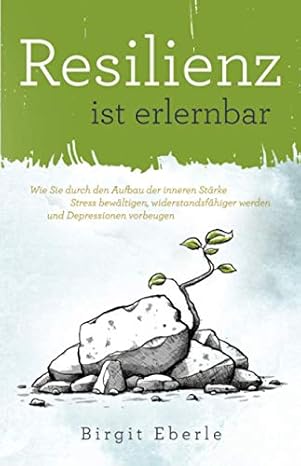 Resilienz
ist erlernbar
Wie Sie durch den Aufbau der inneren Stärke
Stress bewältigen, widerstandsfähiger werden
und Depressionen vorbeugen
Birgit Eberle